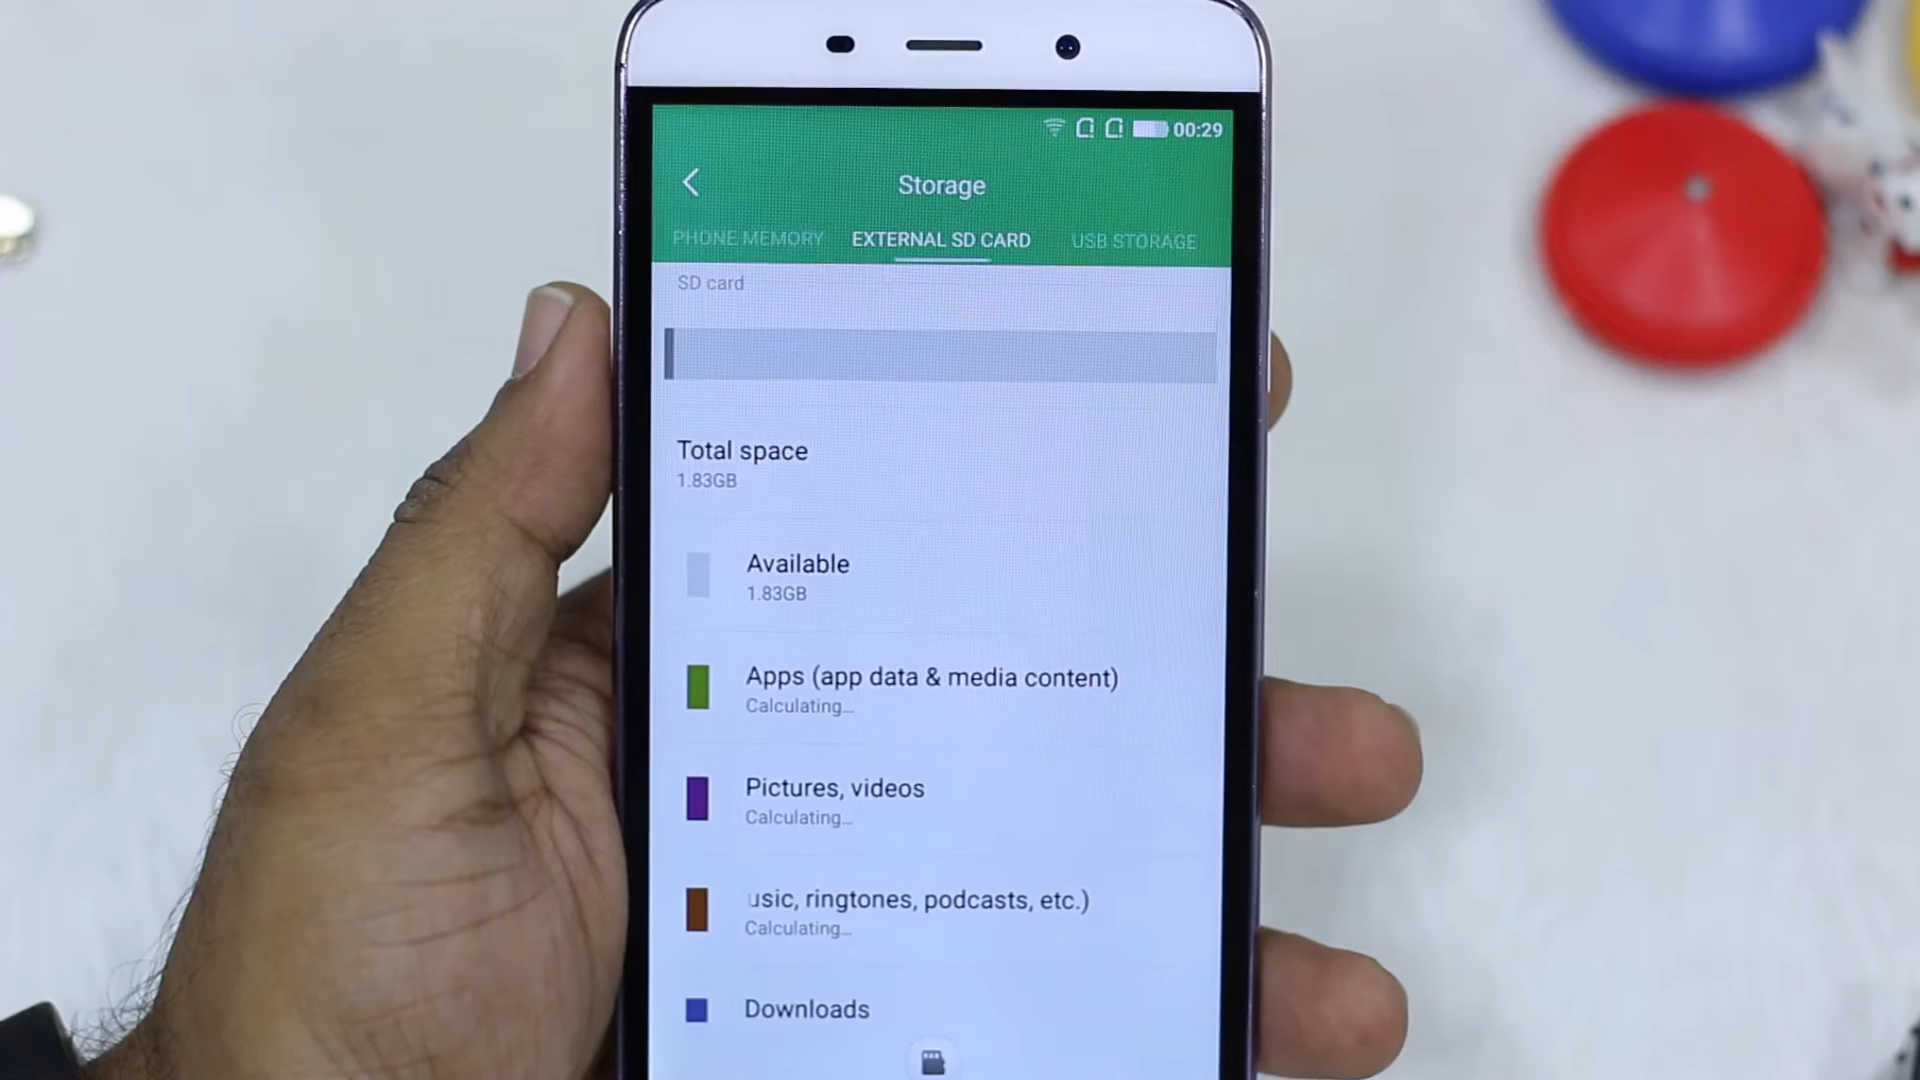 00:29
Storage
PHONE MEMORY EXTERNAL SD CARD USB STORAGE
SD card
Total space
1.83GB
Available
1.83GB
Apps (app data & media content)
Calculating...
Pictures, videos
Calculating...
usic, ringtones, podcasts, etc.)
Calculating...
Downloads